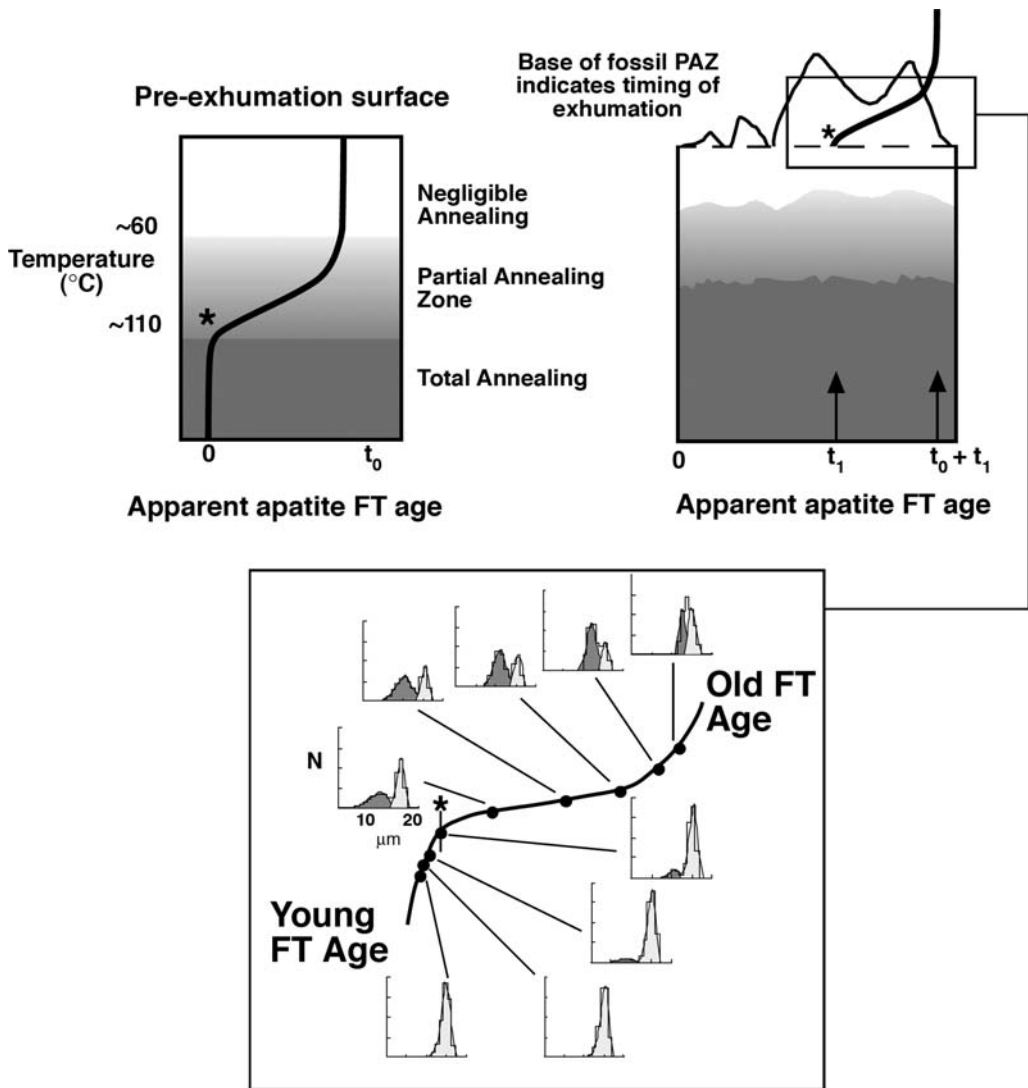 Pre-exhumation surface
~60
Temperature
(°C)
~110
*
Negligible
Annealing
Partial Annealing
Zone
Total Annealing
0
t₀
Apparent apatite FT age
Base of fossil PAZ
indicates timing of
exhumation
*
0
t₁
t₀ + t₁
Apparent apatite FT age
Old FT
Age
N
10
20
µm
*
Young
FT Age